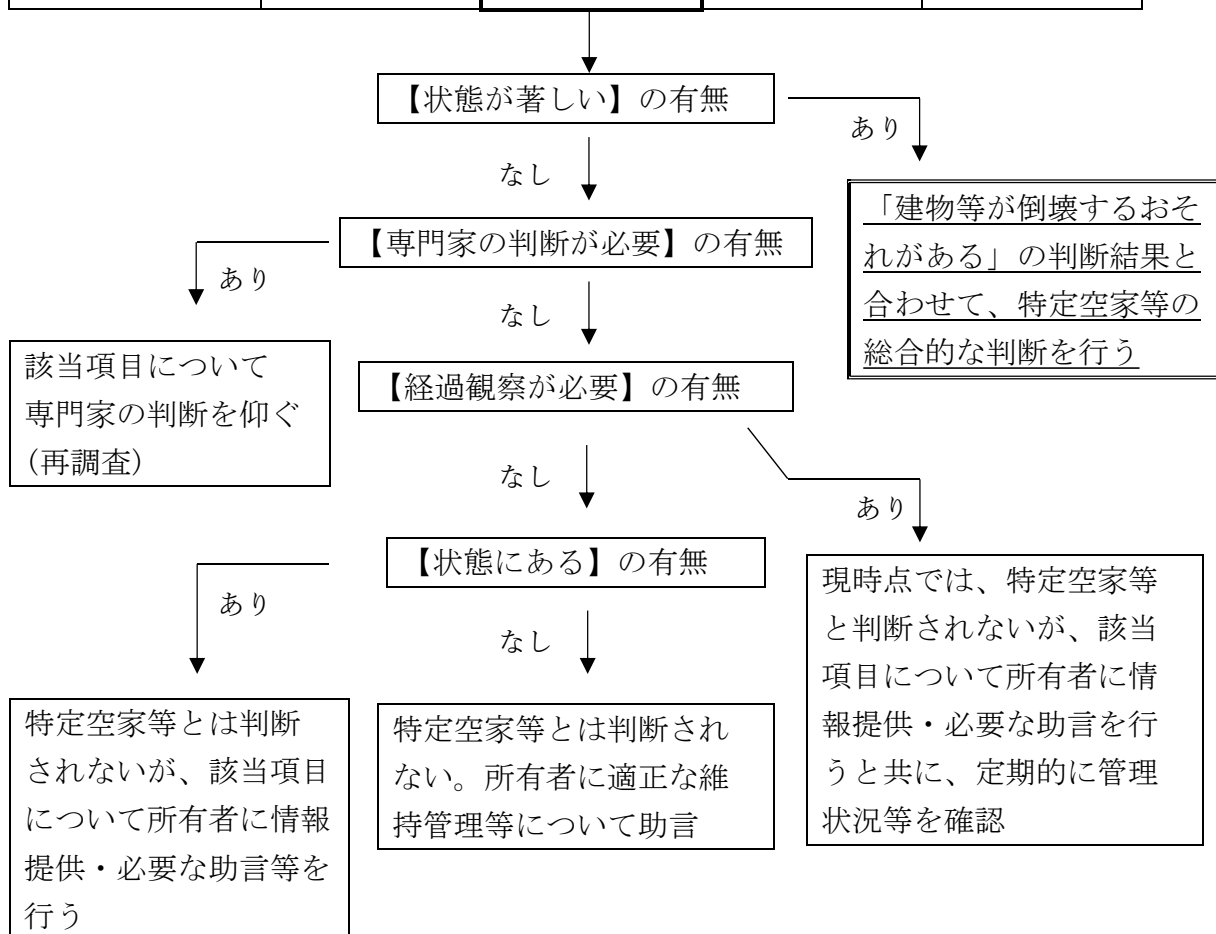 【状態が著しい】の有無
あり
なし
「建物等が倒壊するおそ
れがある」の判断結果と
合わせて、特定空家等の
総合的な判断を行う
【専門家の判断が必要】の有無
あり
なし
該当項目について
専門家の判断を仰ぐ
（再調査）
【経過観察が必要】の有無
なし
あり
【状態にある】の有無
あり
なし
現時点では、特定空家等
と判断されないが、該当
項目について所有者に情
報提供・必要な助言を行
うと共に、定期的に管理
状況等を確認
特定空家等とは判断
されないが、該当項目
について所有者に情報
提供・必要な助言等を
行う
特定空家等とは判断され
ない。所有者に適正な維
持管理等について助言